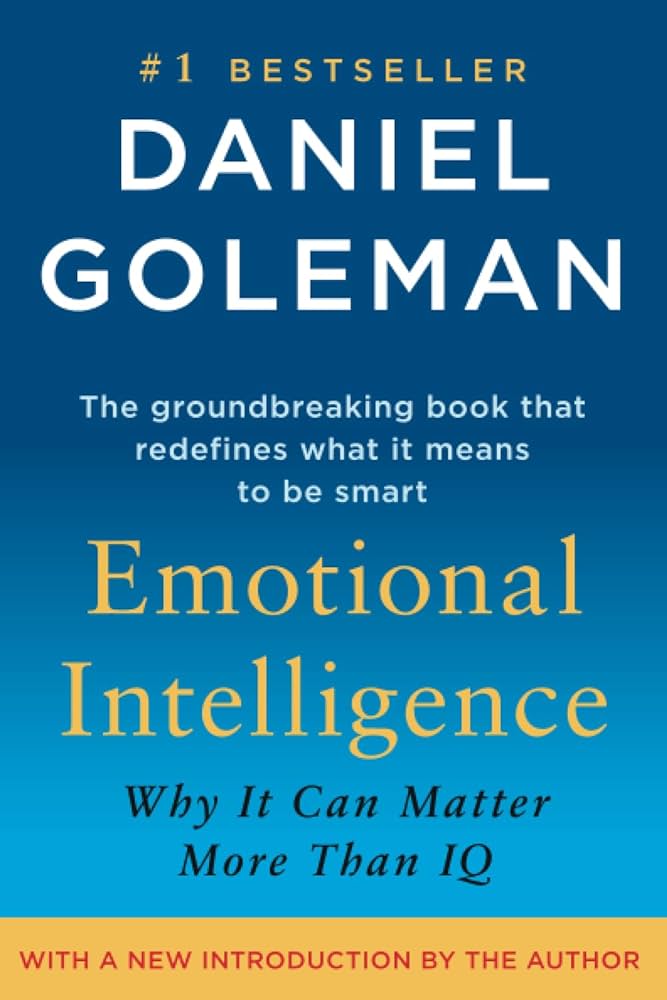 #1 BESTSELLER
DANIEL
GOLEMAN
The groundbreaking book that
redefines what it means
to be smart
Emotional
Intelligence
Why It Can Matter
More Than IQ
WITH A NEW INTRODUCTION BY THE AUTHOR